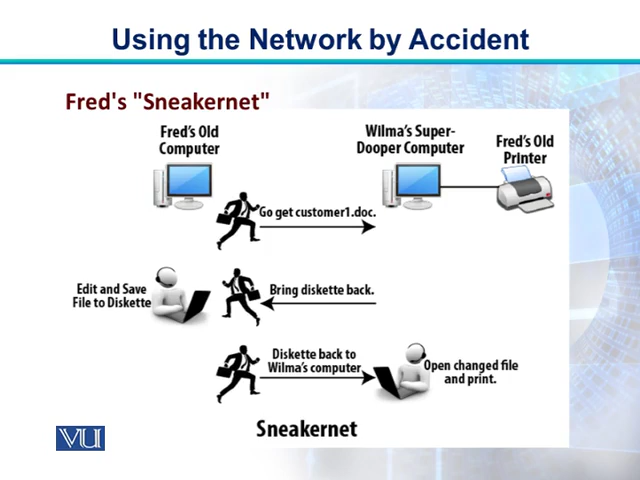 Using the Network by Accident
Fred's "Sneakernet"
Fred's Old
Computer
Wilma's Super-
Dooper Computer
Fred's Old
Printer
Go get customer1.doc.
Edit and Save
File to Diskette
Bring diskette back.
Diskette back to
Wilma's computer
Open changed file
and print.
Sneakernet
VU